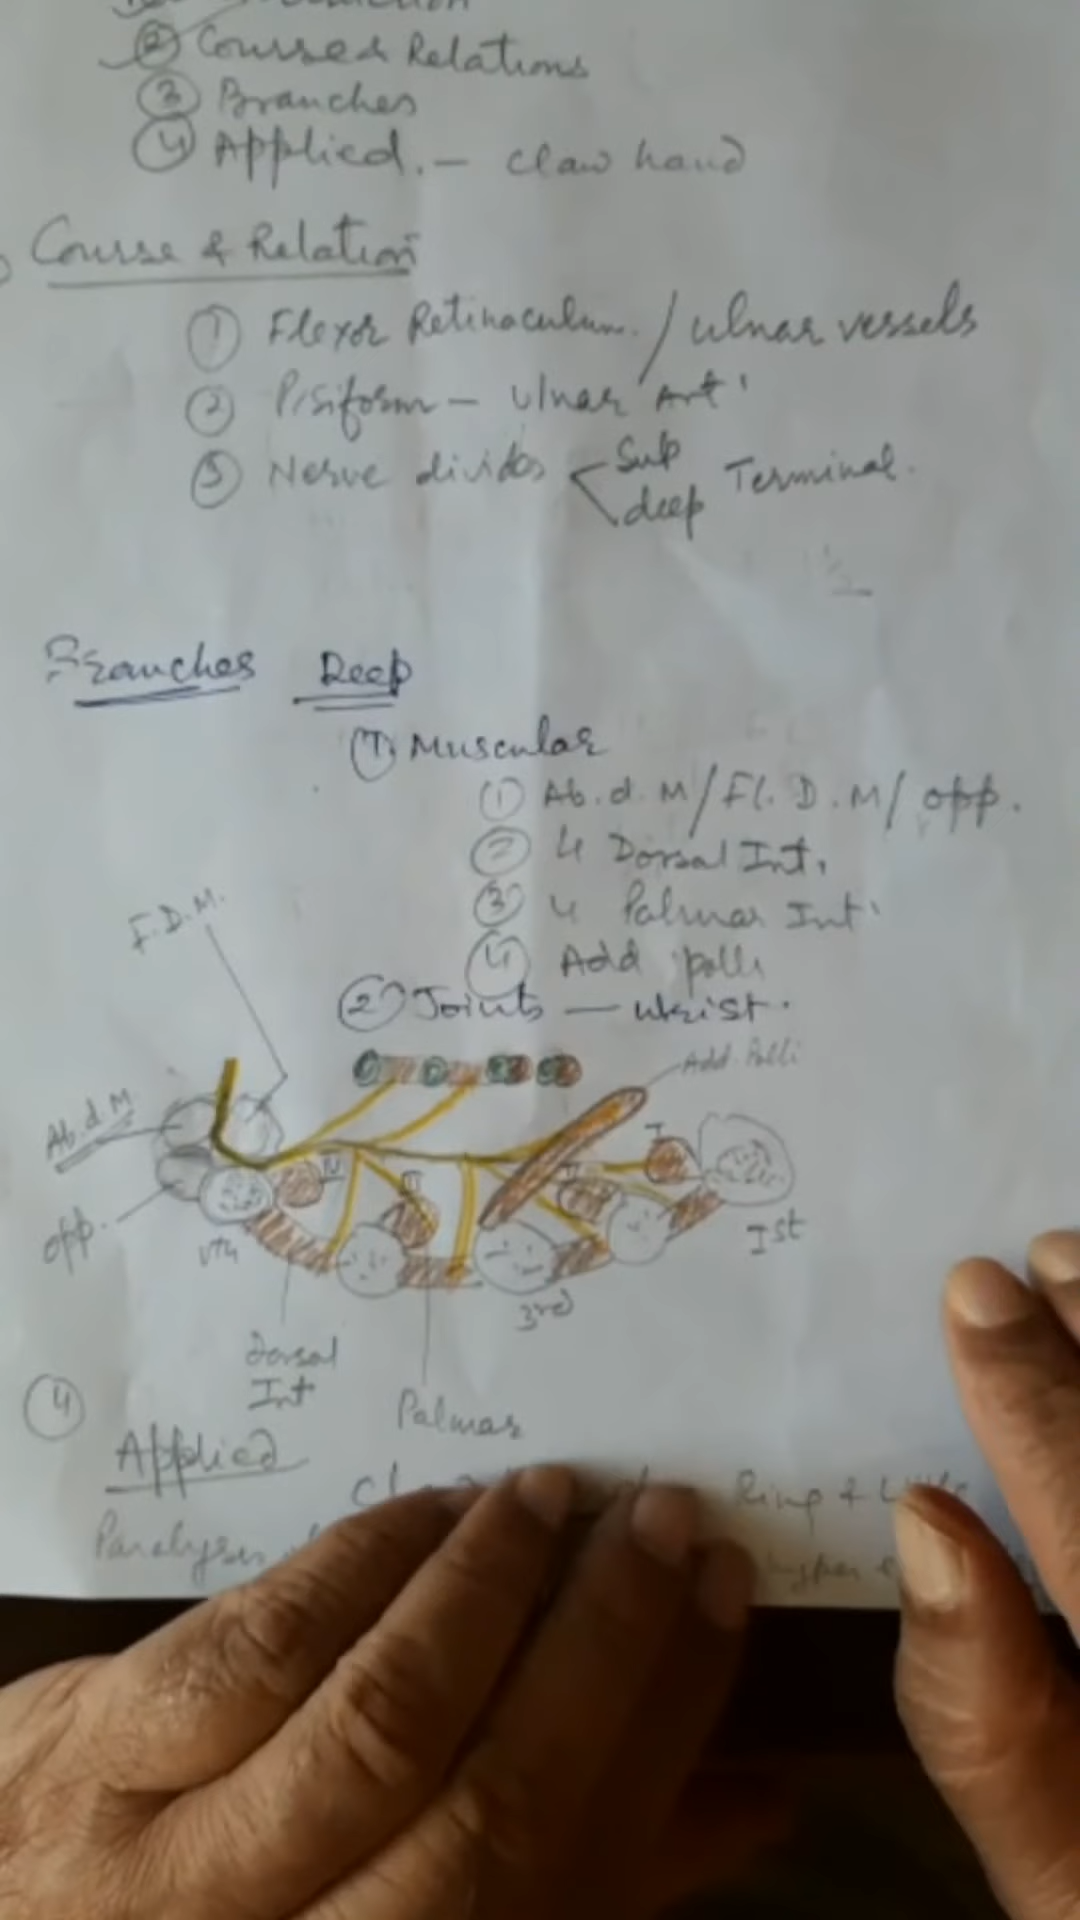 ② Course & Relations
③ Branches
④ Applied. — Claw hand
Course & Relation
① Flexor Retinaculum. / ulnar vessels
② Pisiform — Ulnar Art'
③ Nerve divides < Sup
deep Terminal.
Branches Deep
① Muscular
① Ab. d. M / Fl. D. M / opp.
② 4 Dorsal Int.
③ 4 Palmar Int'
④ Add polli
② Joints — wrist.
F.D.M.
Add. Polli
Ab. d M
IV
III
II
I
opp.
Vth
3rd
Ist
Dorsal
Int
Palmar
④
Applied
Ring & Little
Paralyses